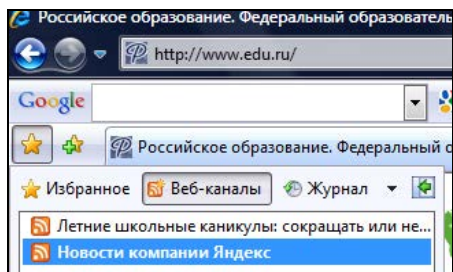 Российское образование. Федеральный образователь
http://www.edu.ru/
Google
Российское образование. Федеральный о
Избранное Веб-каналы Журнал
Летние школьные каникулы: сокращать или не...
Новости компании Яндекс